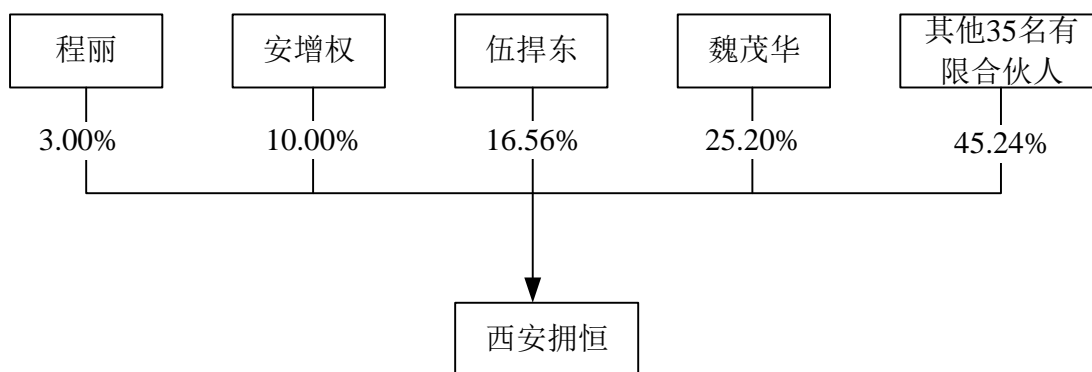 程丽
安增权
伍捍东
魏茂华
其他35名有
限合伙人
3.00%
10.00%
16.56%
25.20%
45.24%
西安拥恒